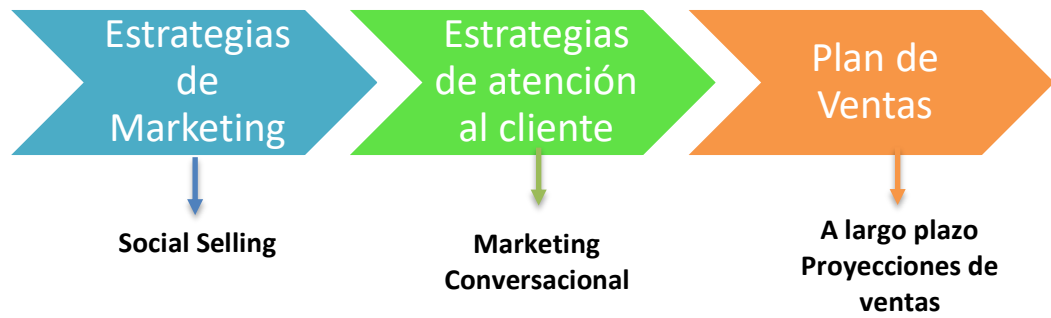 Estrategias
de
Marketing
Estrategias
de atención
al cliente
Plan de
Ventas
Social Selling
Marketing
Conversacional
A largo plazo
Proyecciones de
ventas